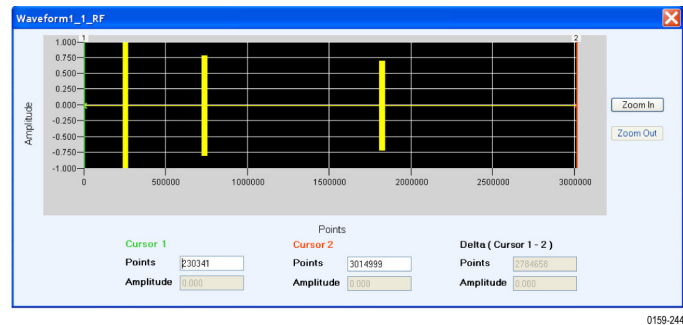 Waveform1_1_RF
1 2
1.000
0.750
0.500
0.250
0.000
-0.250
-0.500
-0.750
-1.000
Amplitude
0 500000 1000000 1500000 2000000 2500000 3000000
Points
Zoom In
Zoom Out
Cursor 1 Cursor 2 Delta ( Cursor 1 - 2 )
Points 230341 Points 3014999 Points 2784658
Amplitude 0.000 Amplitude 0.000 Amplitude 0.000
0159-244